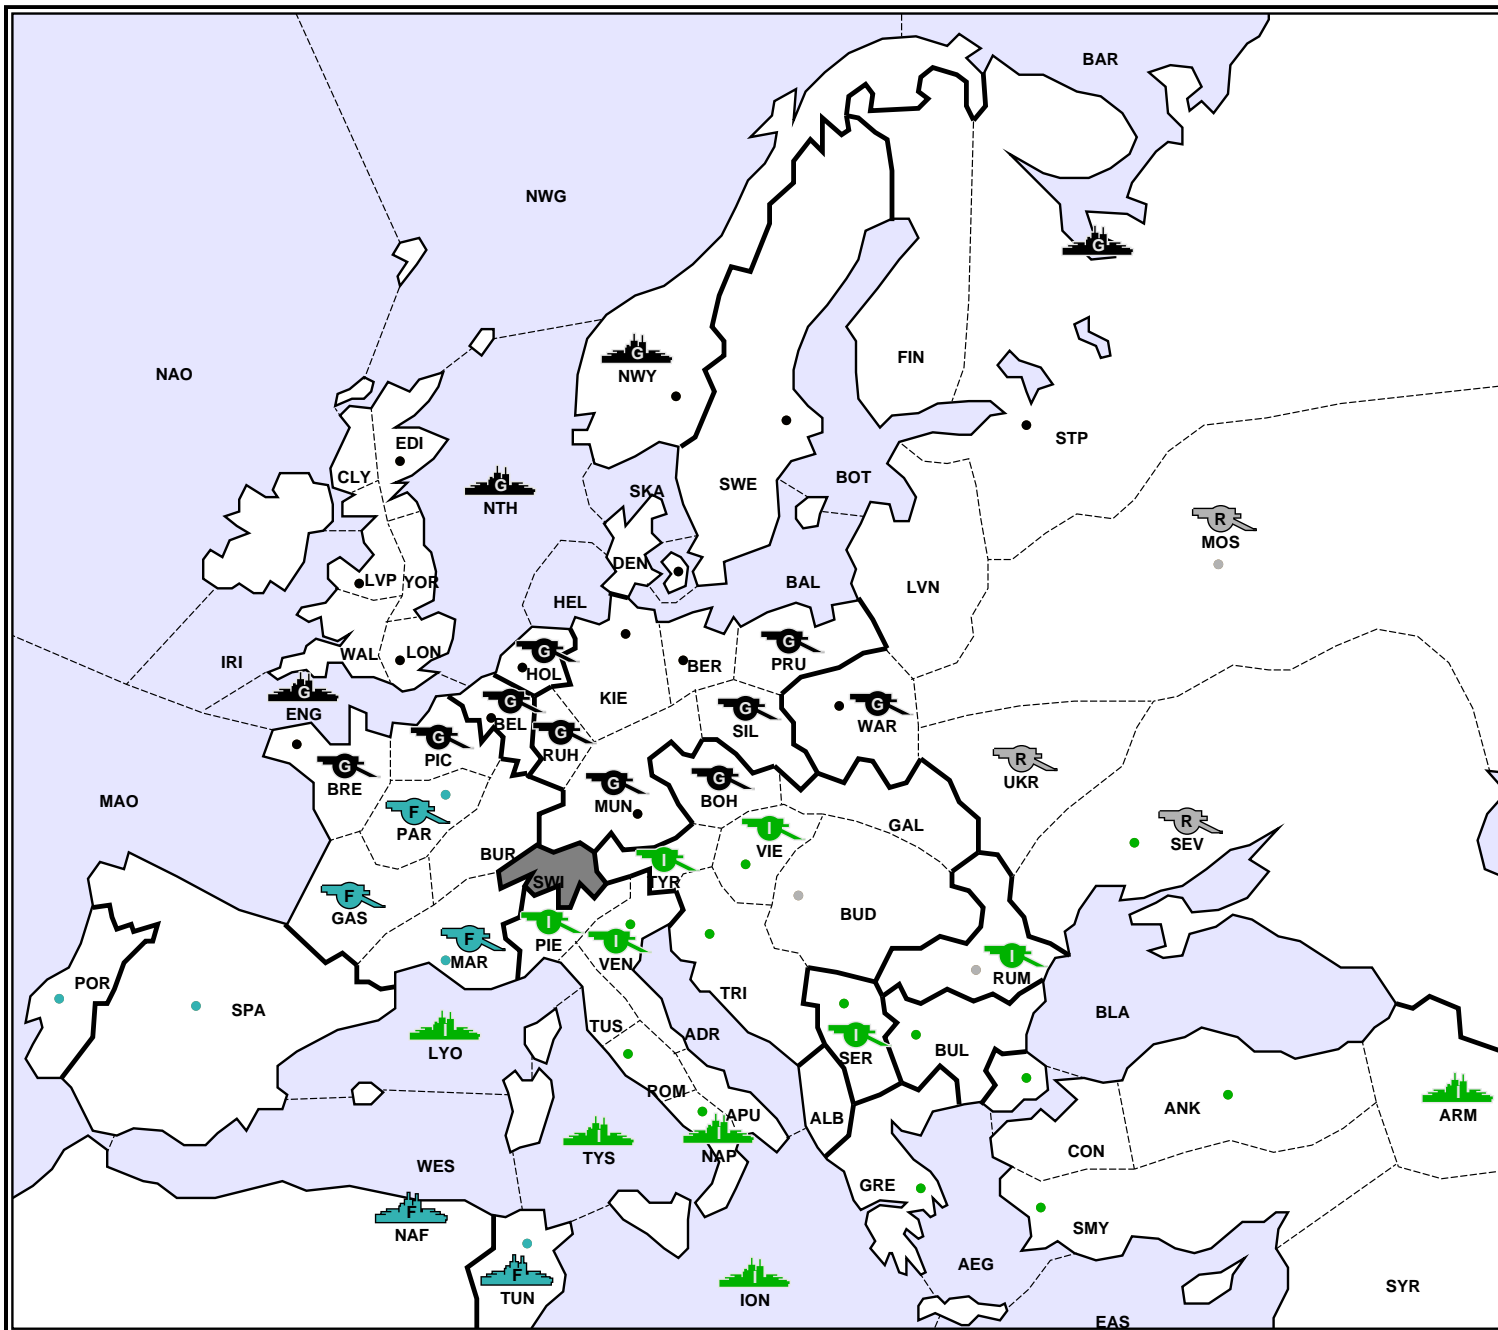 BAR
NWG
G
G
NWY
FIN
NAO
STP
EDI
CLY
G
NTH
SKA
SWE
BOT
R
MOS
DEN
LVP
YOR
BAL
LVN
HEL
IRI
WAL
LON
G
HOL
KIE
BER
G
PRU
G
ENG
G
BEL
G
SIL
G
WAR
G
PIC
G
RUH
R
UKR
MAO
G
BRE
G
MUN
G
BOH
F
PAR
I
VIE
GAL
R
SEV
BUR
I
TYR
SWI
F
GAS
BUD
F
MAR
I
PIE
I
VEN
I
RUM
POR
SPA
TRI
BLA
I
LYO
TUS
ADR
I
SER
BUL
ROM
APU
ALB
ANK
I
ARM
I
TYS
I
NAP
CON
WES
GRE
SMY
F
NAF
AEG
F
TUN
I
ION
SYR
EAS